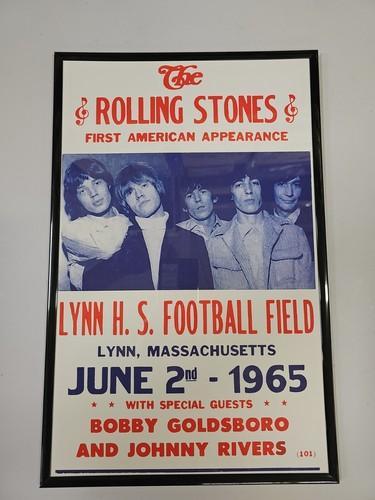 The
ROLLING STONES
FIRST AMERICAN APPEARANCE
LYNN H. S. FOOTBALL FIELD
LYNN, MASSACHUSETTS
JUNE 2nd - 1965
* * WITH SPECIAL GUESTS * *
BOBBY GOLDSBORO
AND JOHNNY RIVERS (101)